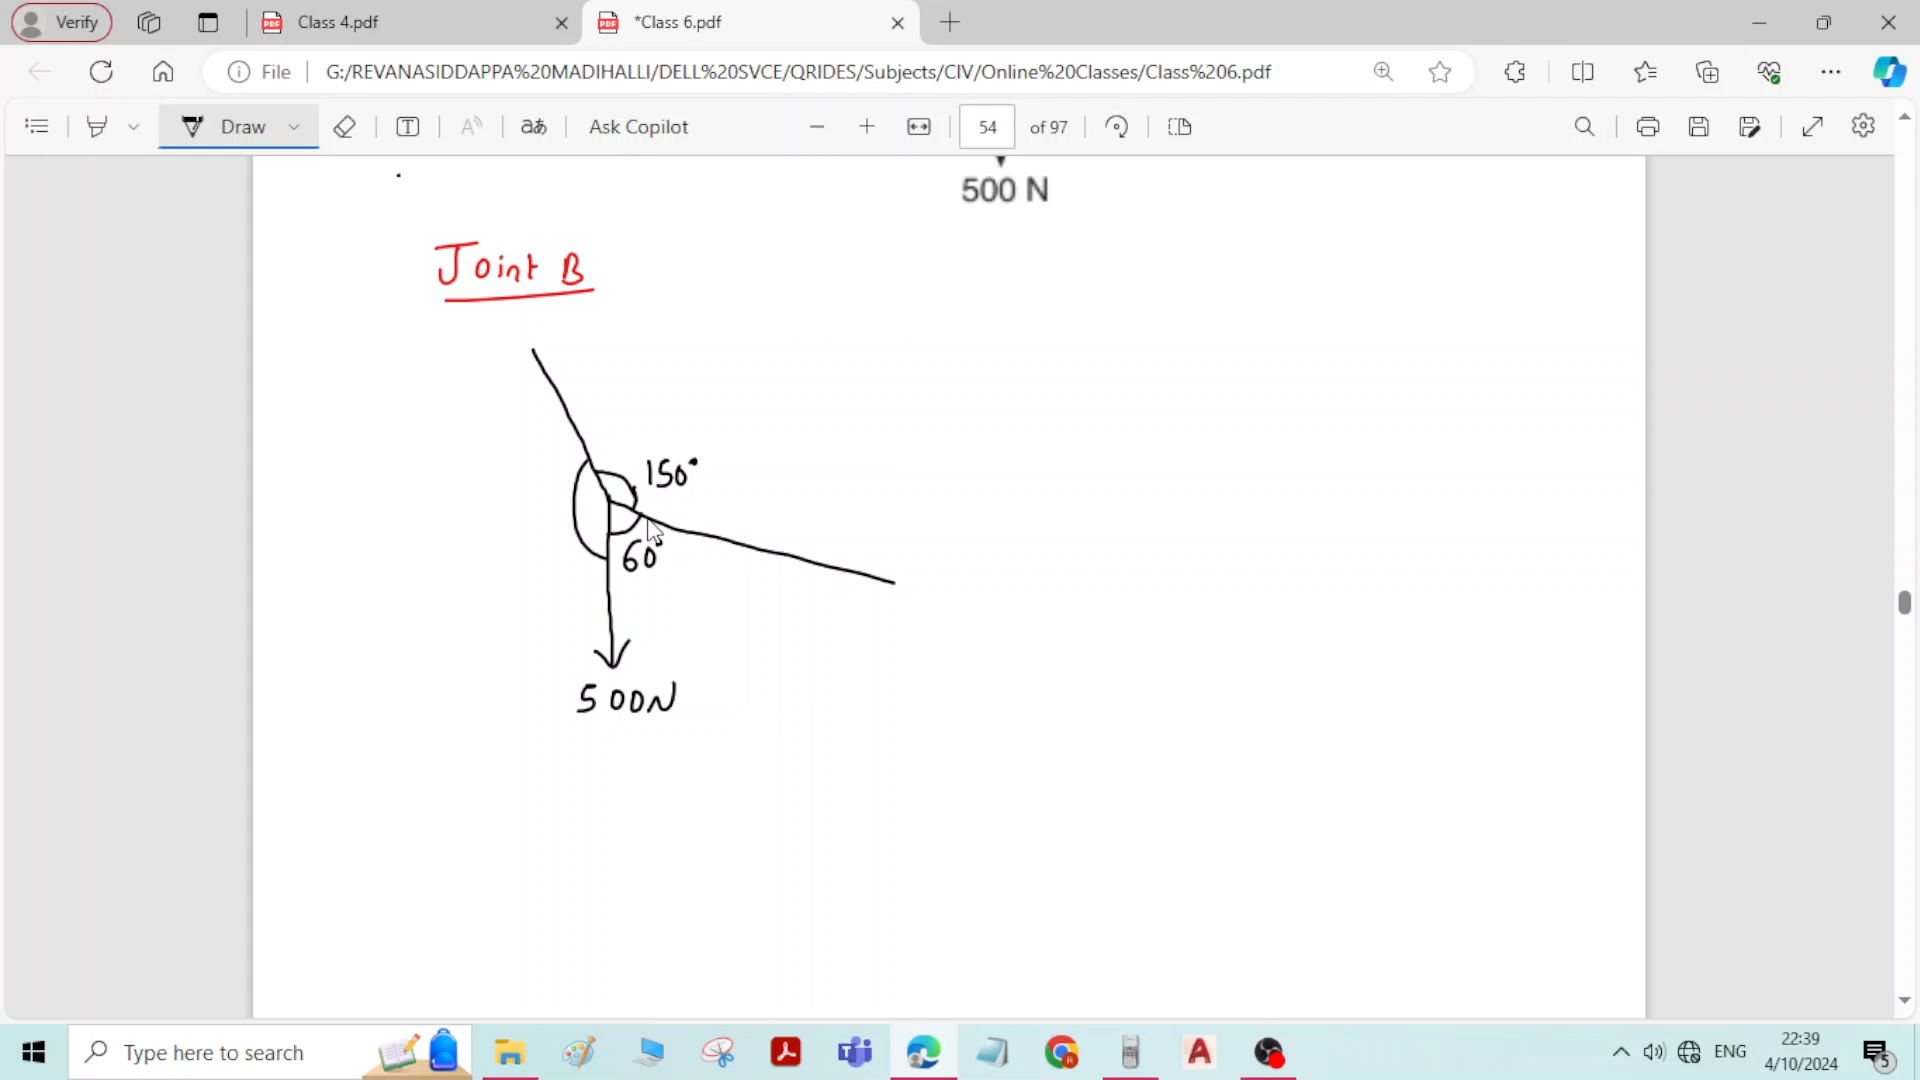 Verify
Class 4.pdf
*Class 6.pdf
File
G:/REVANASIDDAPPA%20MADIHALLI/DELL%20SVCE/QRIDES/Subjects/CIV/Online%20Classes/Class%206.pdf
Draw
Ask Copilot
54
of 97
500 N
Joint B
150°
60°
500N
Type here to search
ENG
22:39
4/10/2024
5